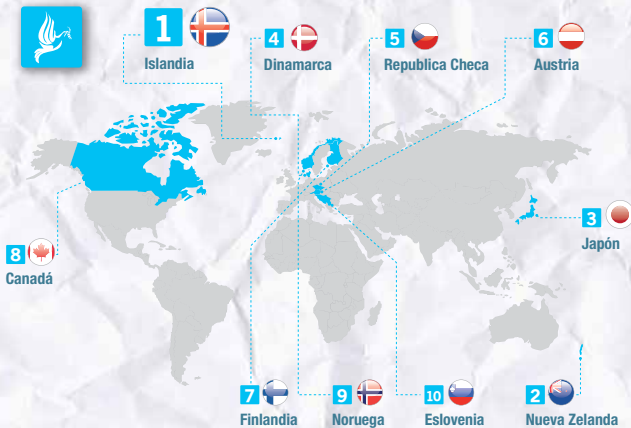 1
Islandia
4
Dinamarca
5
Republica Checa
6
Austria
3
Japón
8
Canadá
7
Finlandia
9
Noruega
10
Eslovenia
2
Nueva Zelanda